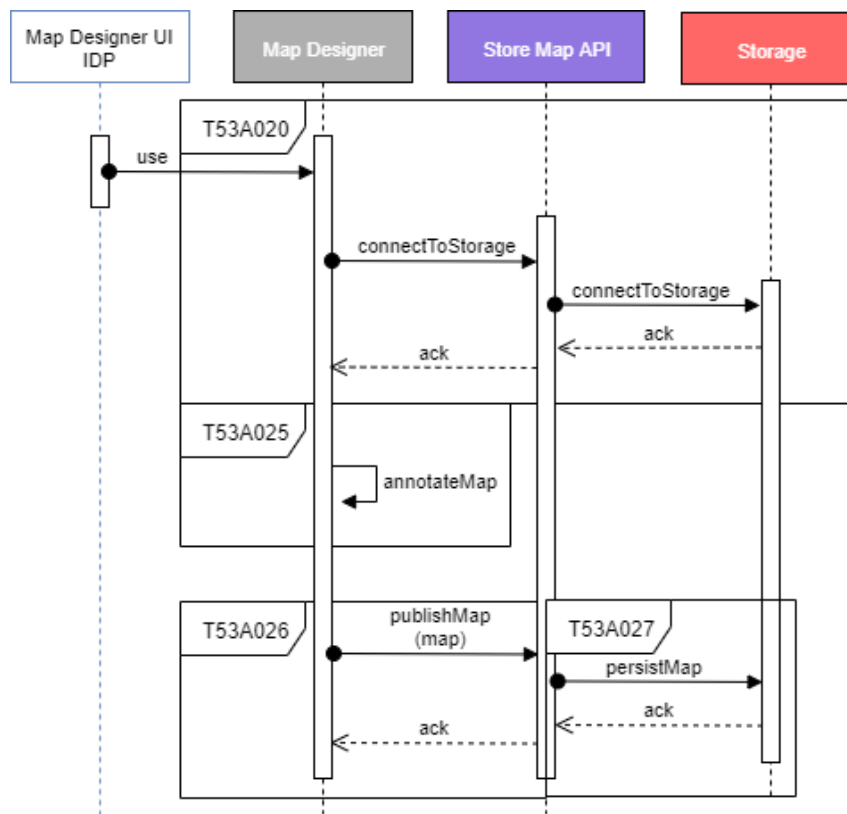 Map Designer UI
IDP
Map Designer
Store Map API
Storage
T53A020
use
connectToStorage
connectToStorage
ack
ack
T53A025
annotateMap
T53A026
publishMap
(map)
T53A027
persistMap
ack
ack